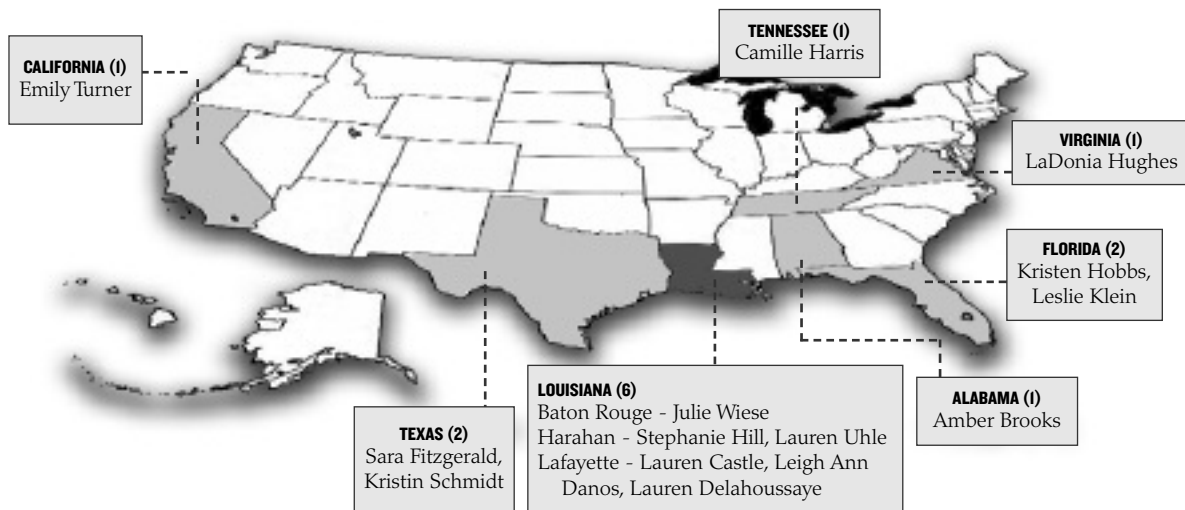 CALIFORNIA (1)
Emily Turner
TENNESSEE (1)
Camille Harris
VIRGINIA (1)
LaDonia Hughes
FLORIDA (2)
Kristen Hobbs,
Leslie Klein
ALABAMA (1)
Amber Brooks
LOUISIANA (6)
Baton Rouge - Julie Wiese
Harahan - Stephanie Hill, Lauren Uhle
Lafayette - Lauren Castle, Leigh Ann
Danos, Lauren Delahoussaye
TEXAS (2)
Sara Fitzgerald,
Kristin Schmidt